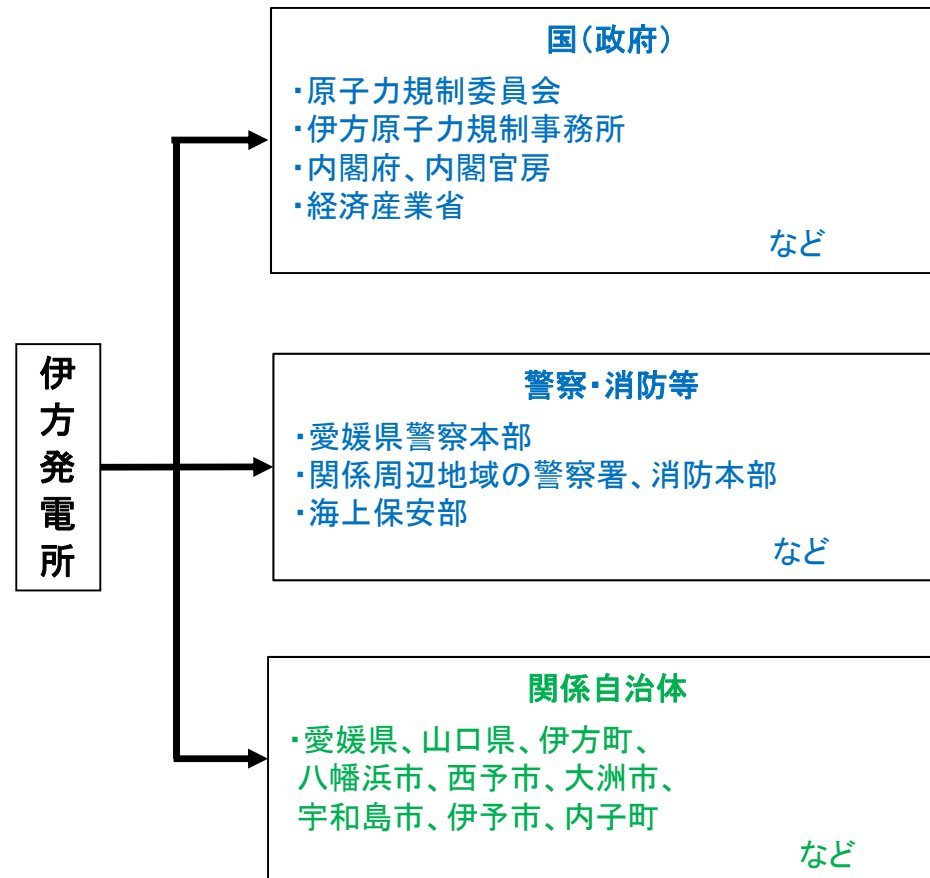 伊方発電所
国(政府)
・原子力規制委員会
・伊方原子力規制事務所
・内閣府、内閣官房
・経済産業省
など
警察・消防等
・愛媛県警察本部
・関係周辺地域の警察署、消防本部
・海上保安部
など
関係自治体
・愛媛県、山口県、伊方町、
八幡浜市、西予市、大洲市、
宇和島市、伊予市、内子町
など